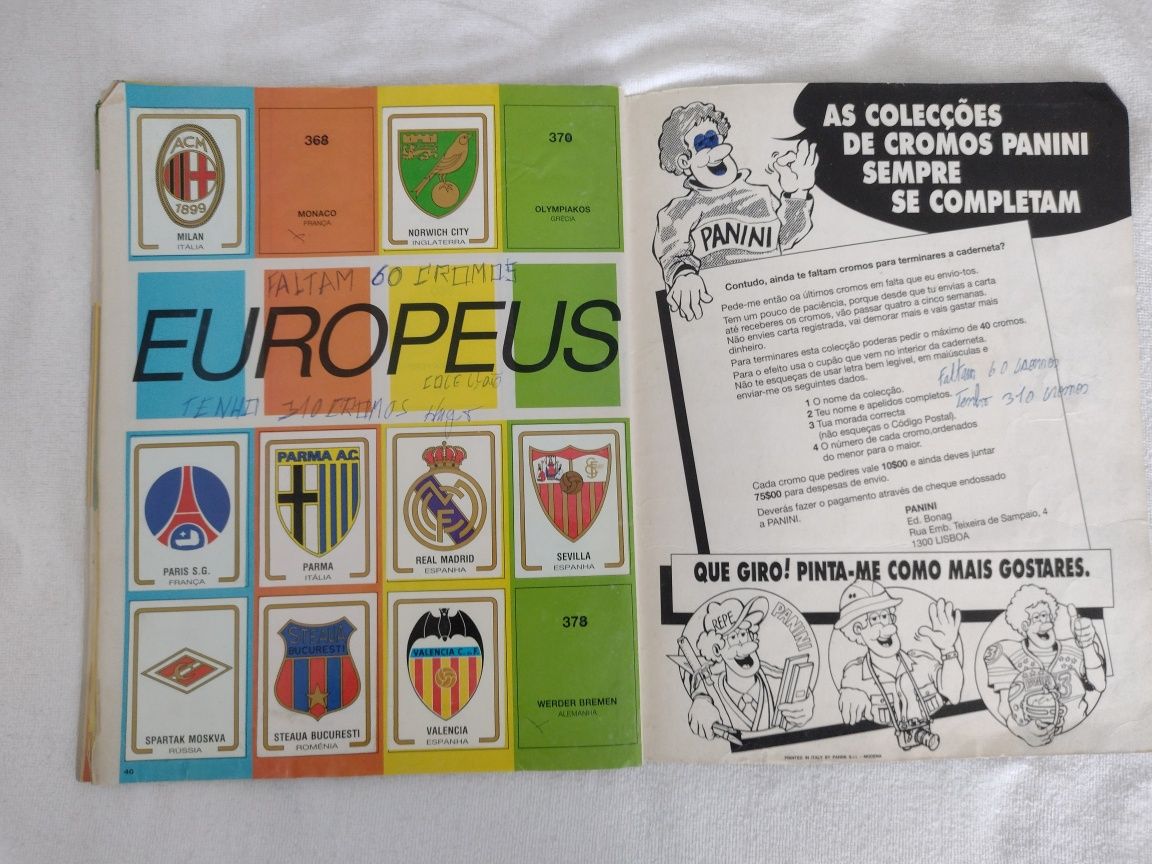 ACM
1899
MILAN
ITALIA
368
MONACO
FRANÇA
NORWICH CITY
INGLATERRA
370
OLYMPIAKOS
GRÉCIA
FALTAM 60 CROMOS
EUROPEUS
TENHO 310 CROMOS
PARIS S.G.
FRANÇA
PARMA A.C.
PARMA
ITÁLIA
REAL MADRID
ESPANHA
SEVILLA
ESPANHA
SPARTAK MOSKVA
RÚSSIA
STEAUA
BUCURESTI
STEAUA BUCURESTI
ROMÉNIA
VALENCIA C. de F.
VALENCIA
ESPANHA
378
WERDER BREMEN
ALEMANHA
40
AS COLECÇÕES
DE CROMOS PANINI
SEMPRE
SE COMPLETAM
PANINI
Contudo, ainda te faltam cromos para terminares a caderneta?
Pede-me então oa últimos cromos em falta que eu envio-tos.
Tem um pouco de paciência, porque desde que tu envias a carta
até receberes os cromos, vão passar quatro a cinco semanas.
Não envies carta registrada, vai demorar mais e vais gastar mais
dinheiro.
Para terminares esta colecção poderas pedir o máximo de 40 cromos.
Para o efeito usa o cupão que vem no interior da caderneta.
Não te esqueças de usar letra bem legível, em maiúsculas e
enviar-me os seguintes dados.
Faltam 60 cromos
Tenho 310 cromos
1 O nome da colecção.
2 Teu nome e apelidos completos.
3 Tua morada correcta
(não esqueças o Código Postal).
4 O número de cada cromo,ordenados
do menor para o maior.
Cada cromo que pedires vale 10$00 e ainda deves juntar
75$00 para despesas de envio.
Deverás fazer o pagamento através de cheque endossado
a PANINI.
PANINI
Ed. Bonag
Rua Emb. Teixeira de Sampaio, 4
1300 LISBOA
QUE GIRO! PINTA-ME COMO MAIS GOSTARES.
REPE
PANINI
PRINTED IN ITALY BY PANINI S.r.l. - MODENA